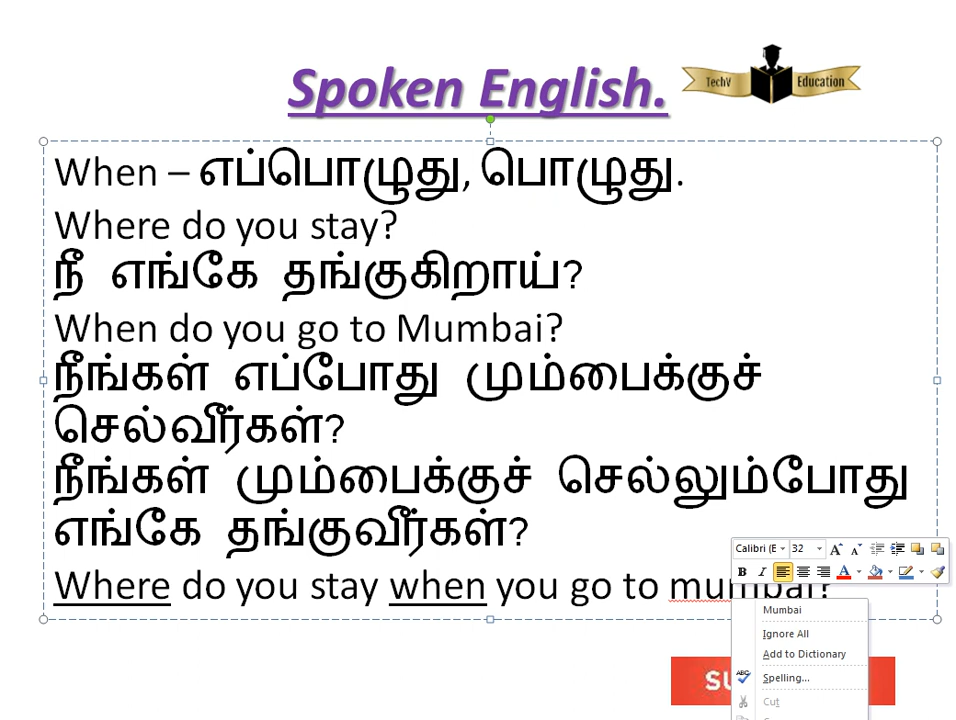 Spoken English.
TechV Education
When – எப்பொழுது, பொழுது.
Where do you stay?
நீ எங்கே தங்குகிறாய்?
When do you go to Mumbai?
நீங்கள் எப்போது மும்பைக்குச்
செல்வீர்கள்?
நீங்கள் மும்பைக்குச் செல்லும்போது
எங்கே தங்குவீர்கள்?
Where do you stay when you go to mumbai?
Calibri (E 32
Mumbai
Ignore All
Add to Dictionary
Spelling...
Cut